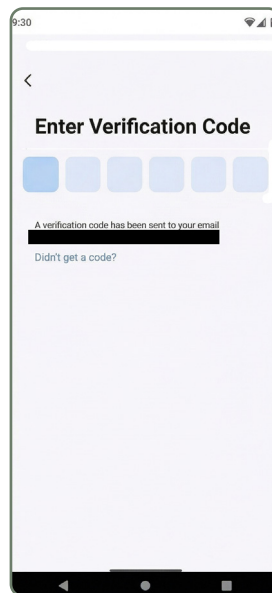 9:30
Enter Verification Code
A verification code has been sent to your email
Didn't get a code?